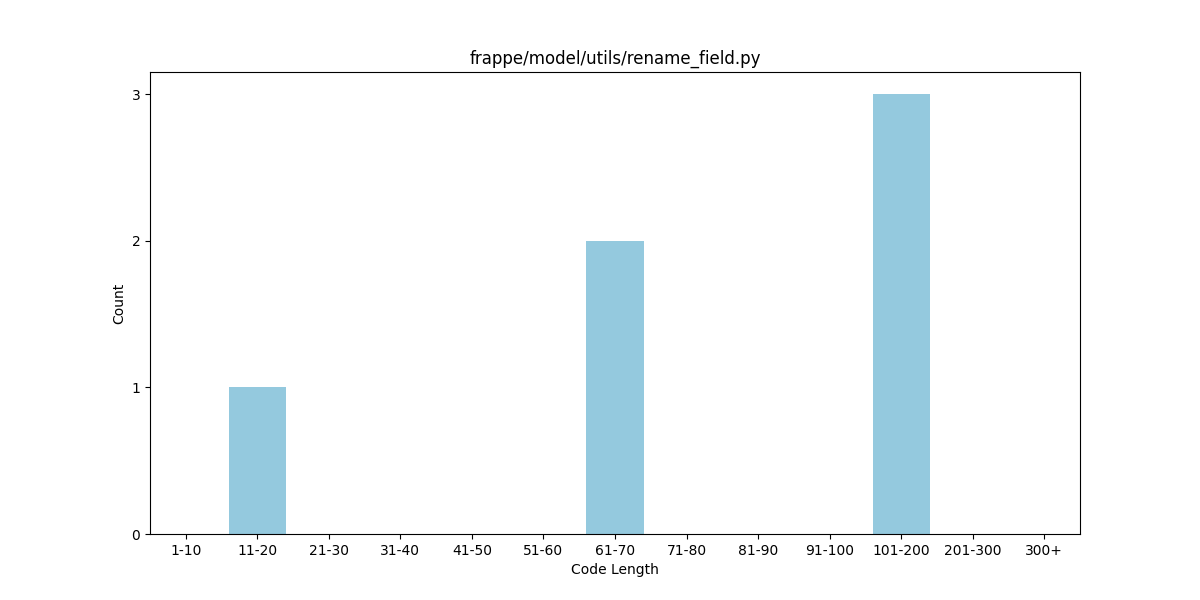 frappe/model/utils/rename_field.py
3
2
1
0
Count
1-10 11-20 21-30 31-40 41-50 51-60 61-70 71-80 81-90 91-100 101-200 201-300 300+
Code Length